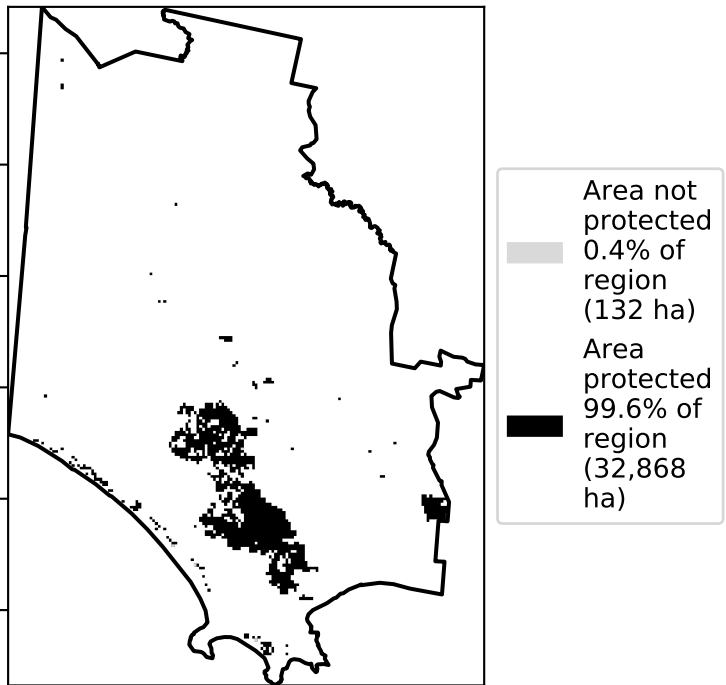 Area not
protected
0.4% of
region
(132 ha)
Area
protected
99.6% of
region
(32,868
ha)